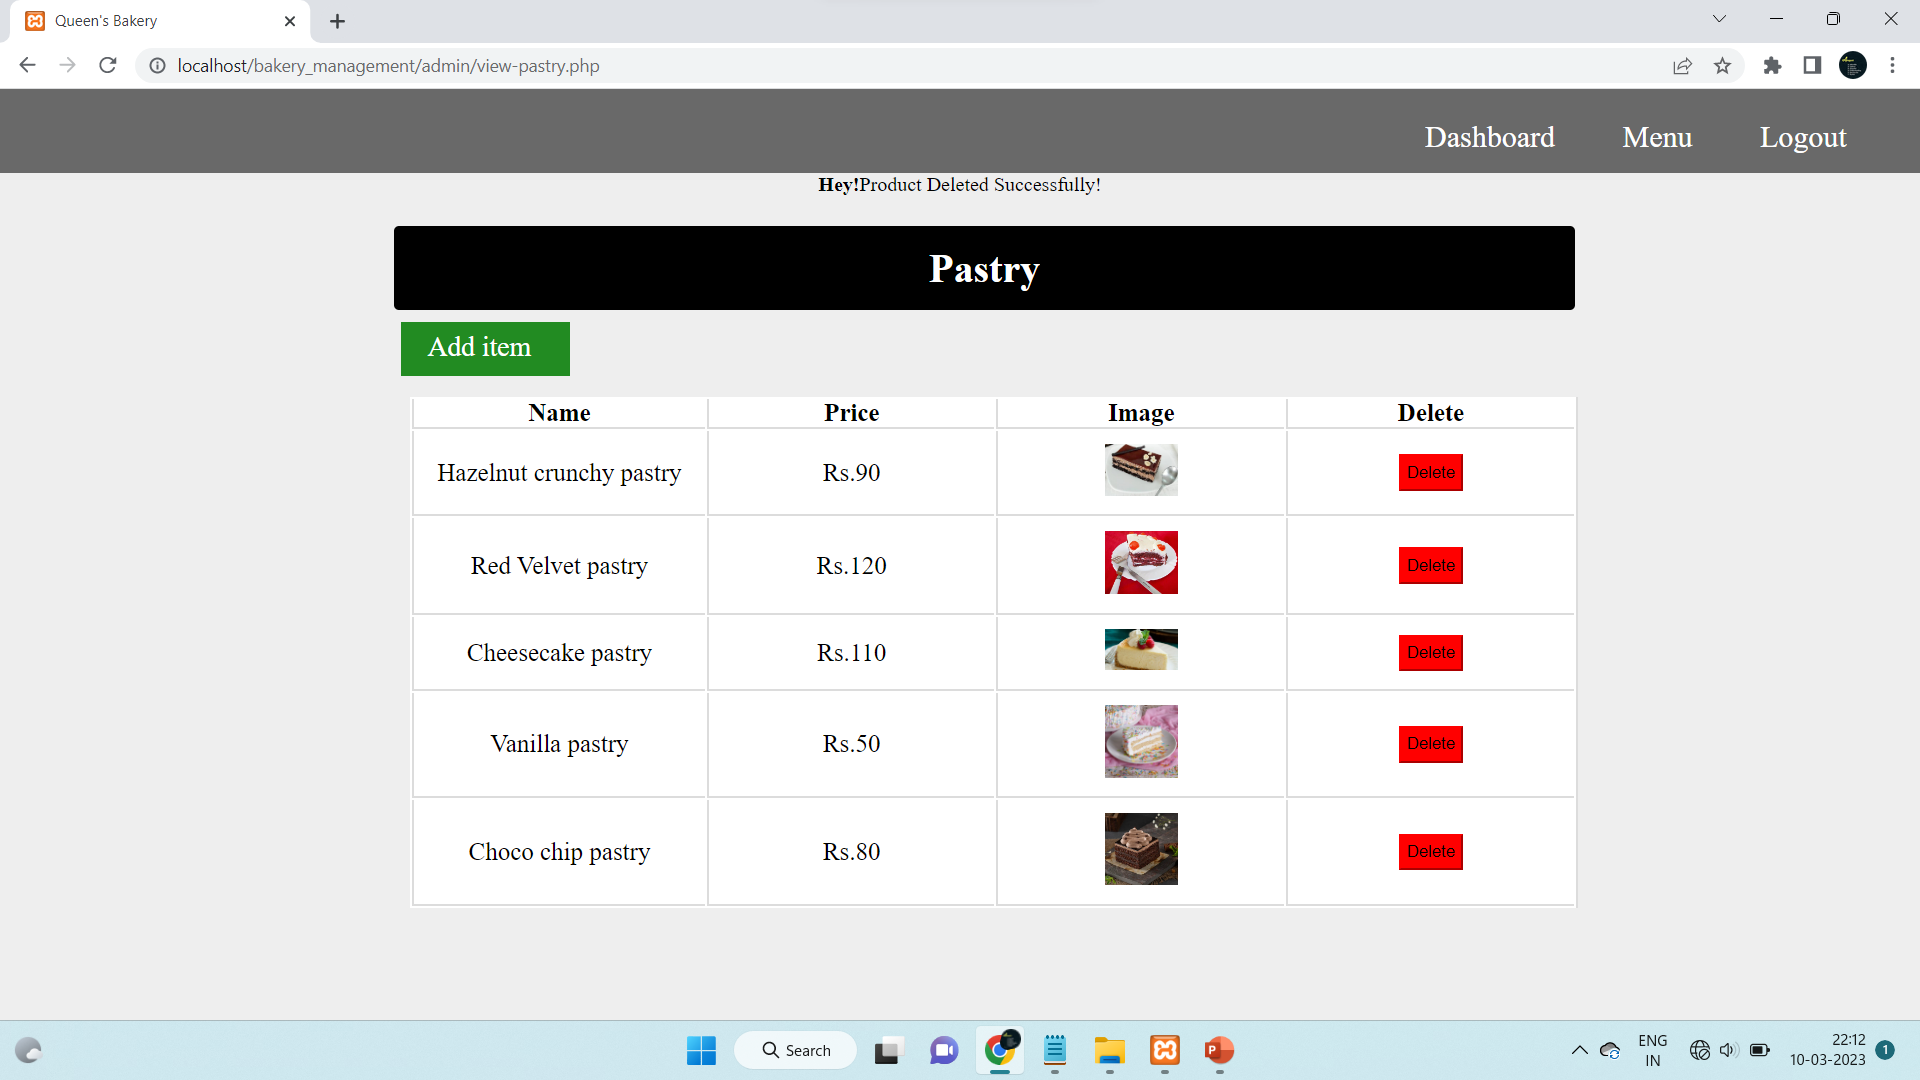 Queen's Bakery
localhost/bakery_management/admin/view-pastry.php
Dashboard Menu Logout
Hey!Product Deleted Successfully!
Pastry
Add item
Name Price Image Delete
Hazelnut crunchy pastry Rs.90 Delete
Red Velvet pastry Rs.120 Delete
Cheesecake pastry Rs.110 Delete
Vanilla pastry Rs.50 Delete
Choco chip pastry Rs.80 Delete
Search
ENG
IN
22:12
10-03-2023
1